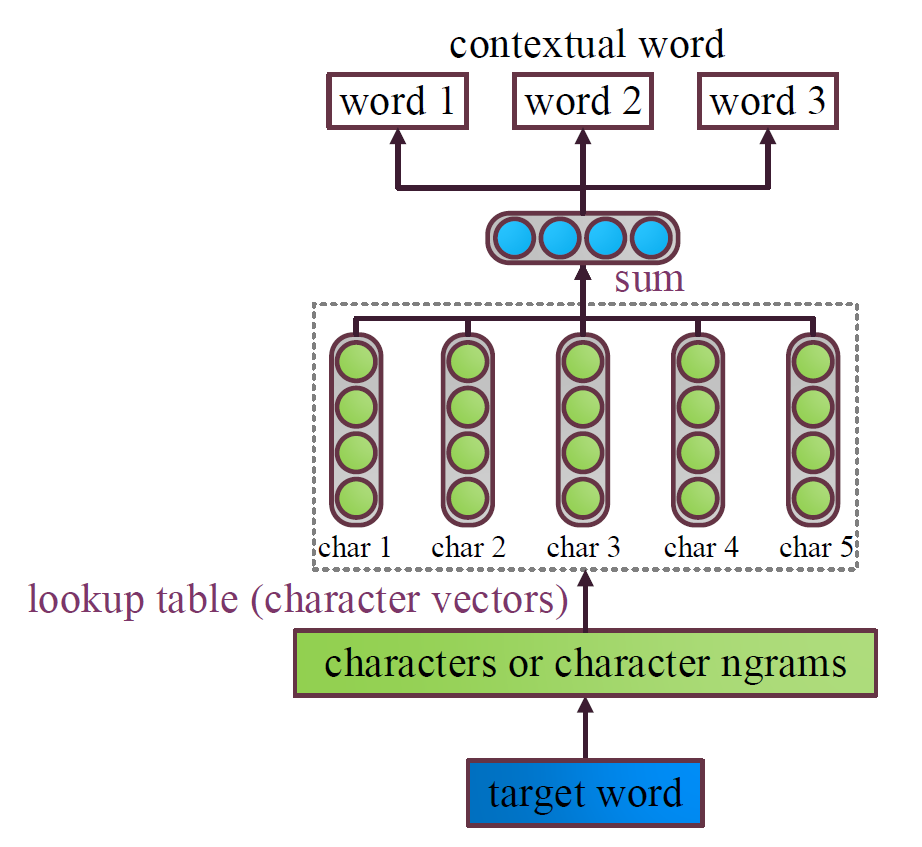 contextual word
word 1 word 2 word 3
sum
char 1 char 2 char 3 char 4 char 5
lookup table (character vectors)
characters or character ngrams
target word